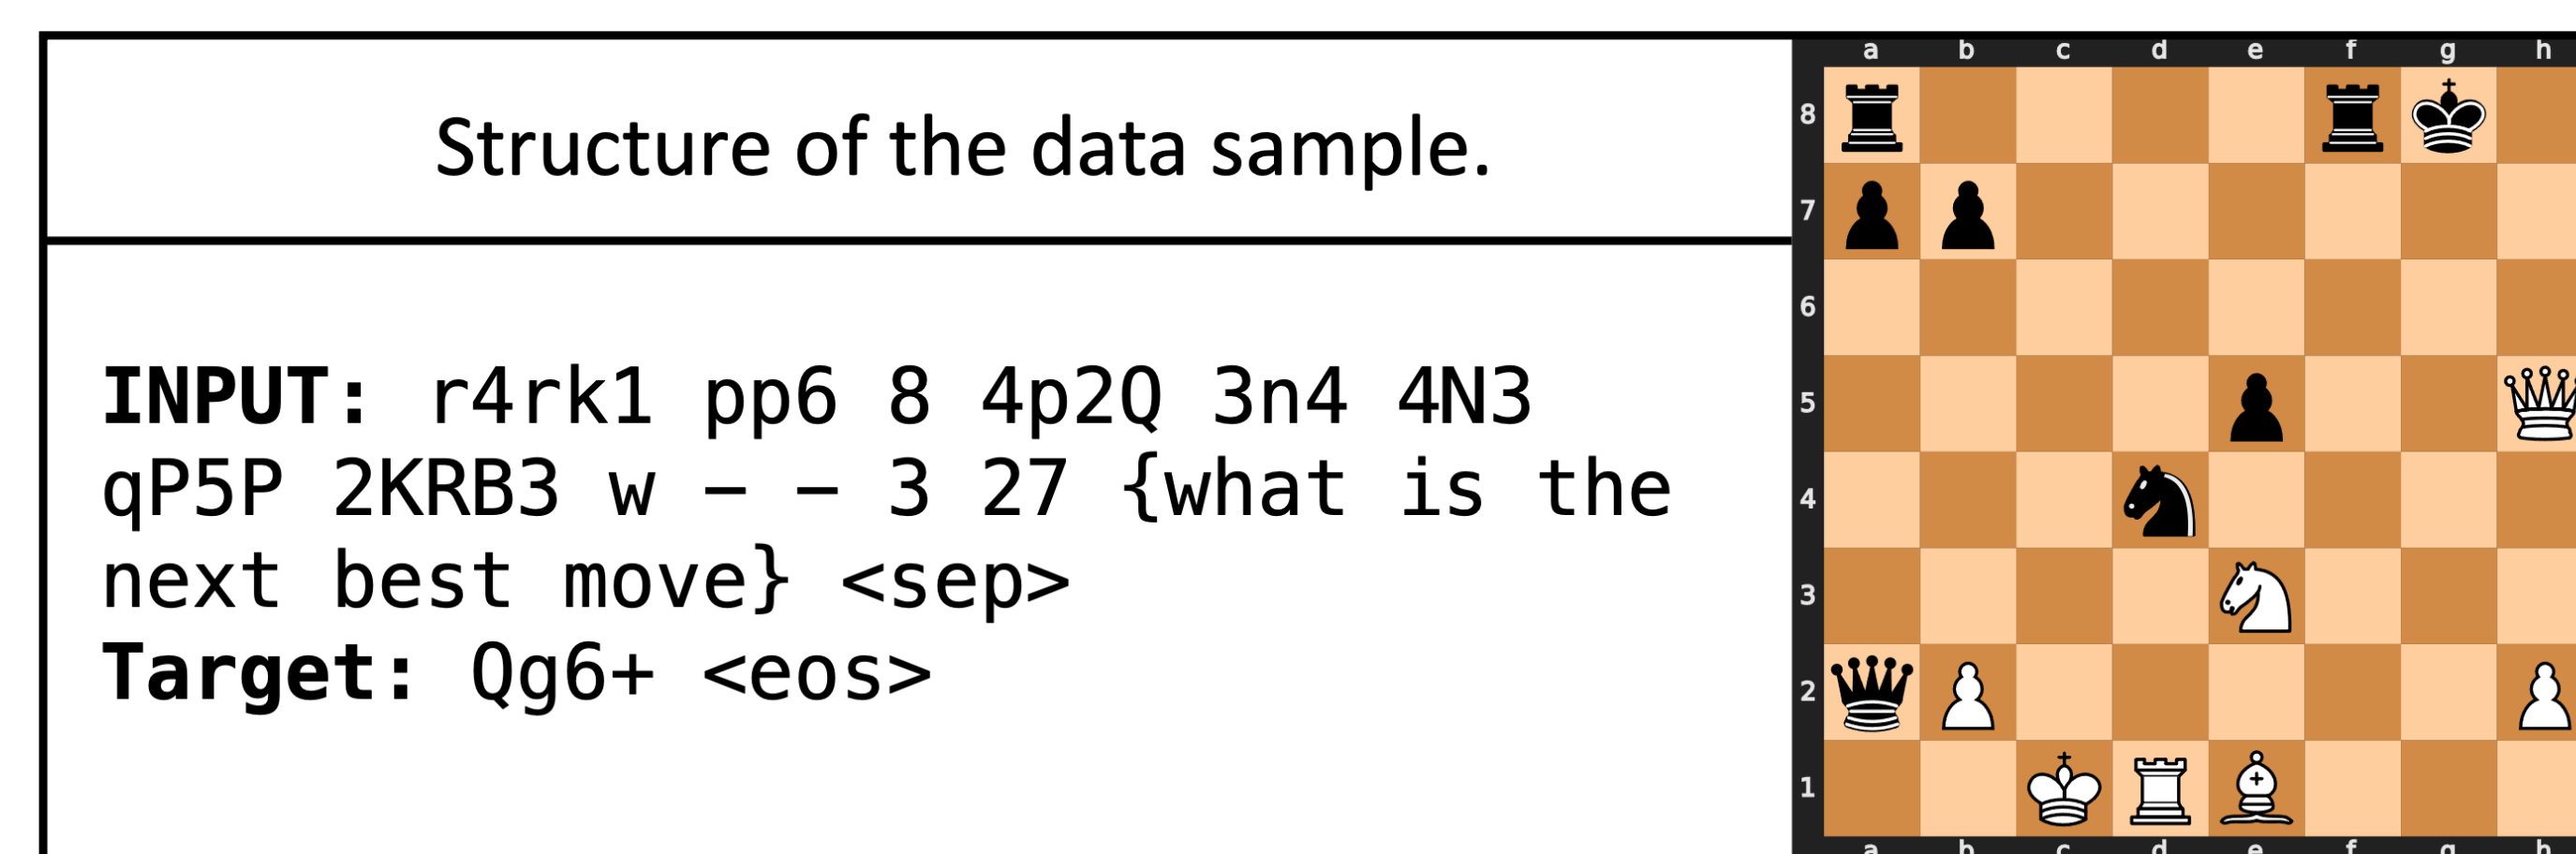 Structure of the data sample.
INPUT: r4rk1 pp6 8 4p2Q 3n4 4N3
qP5P 2KRB3 w – – 3 27 {what is the
next best move} <sep>
Target: Qg6+ <eos>
a b c d e f g h
8
7
6
5
4
3
2
1
a b c d e f g h